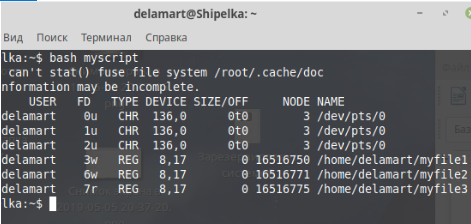 delamart@Shipelka: ~
Вид Поиск Терминал Справка
lka:~$ bash myscript
can't stat() fuse file system /root/.cache/doc
nformation may be incomplete.
USER FD TYPE DEVICE SIZE/OFF NODE NAME
delamart 0u CHR 136,0 0t0 3 /dev/pts/0
delamart 1u CHR 136,0 0t0 3 /dev/pts/0
delamart 2u CHR 136,0 0t0 3 /dev/pts/0
delamart 3w REG 8,17 0 16516750 /home/delamart/myfile1
delamart 6w REG 8,17 0 16516771 /home/delamart/myfile2
delamart 7r REG 8,17 0 16516775 /home/delamart/myfile3
lka:~$